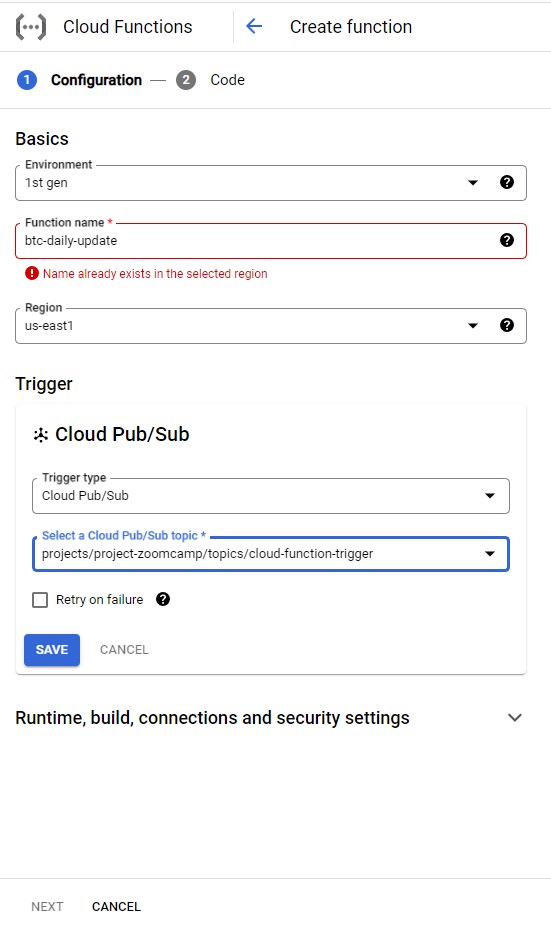 Cloud Functions
Create function
1 Configuration — 2 Code
Basics
Environment
1st gen
Function name *
btc-daily-update
Name already exists in the selected region
Region
us-east1
Trigger
Cloud Pub/Sub
Trigger type
Cloud Pub/Sub
Select a Cloud Pub/Sub topic *
projects/project-zoomcamp/topics/cloud-function-trigger
Retry on failure
SAVE CANCEL
Runtime, build, connections and security settings
NEXT CANCEL